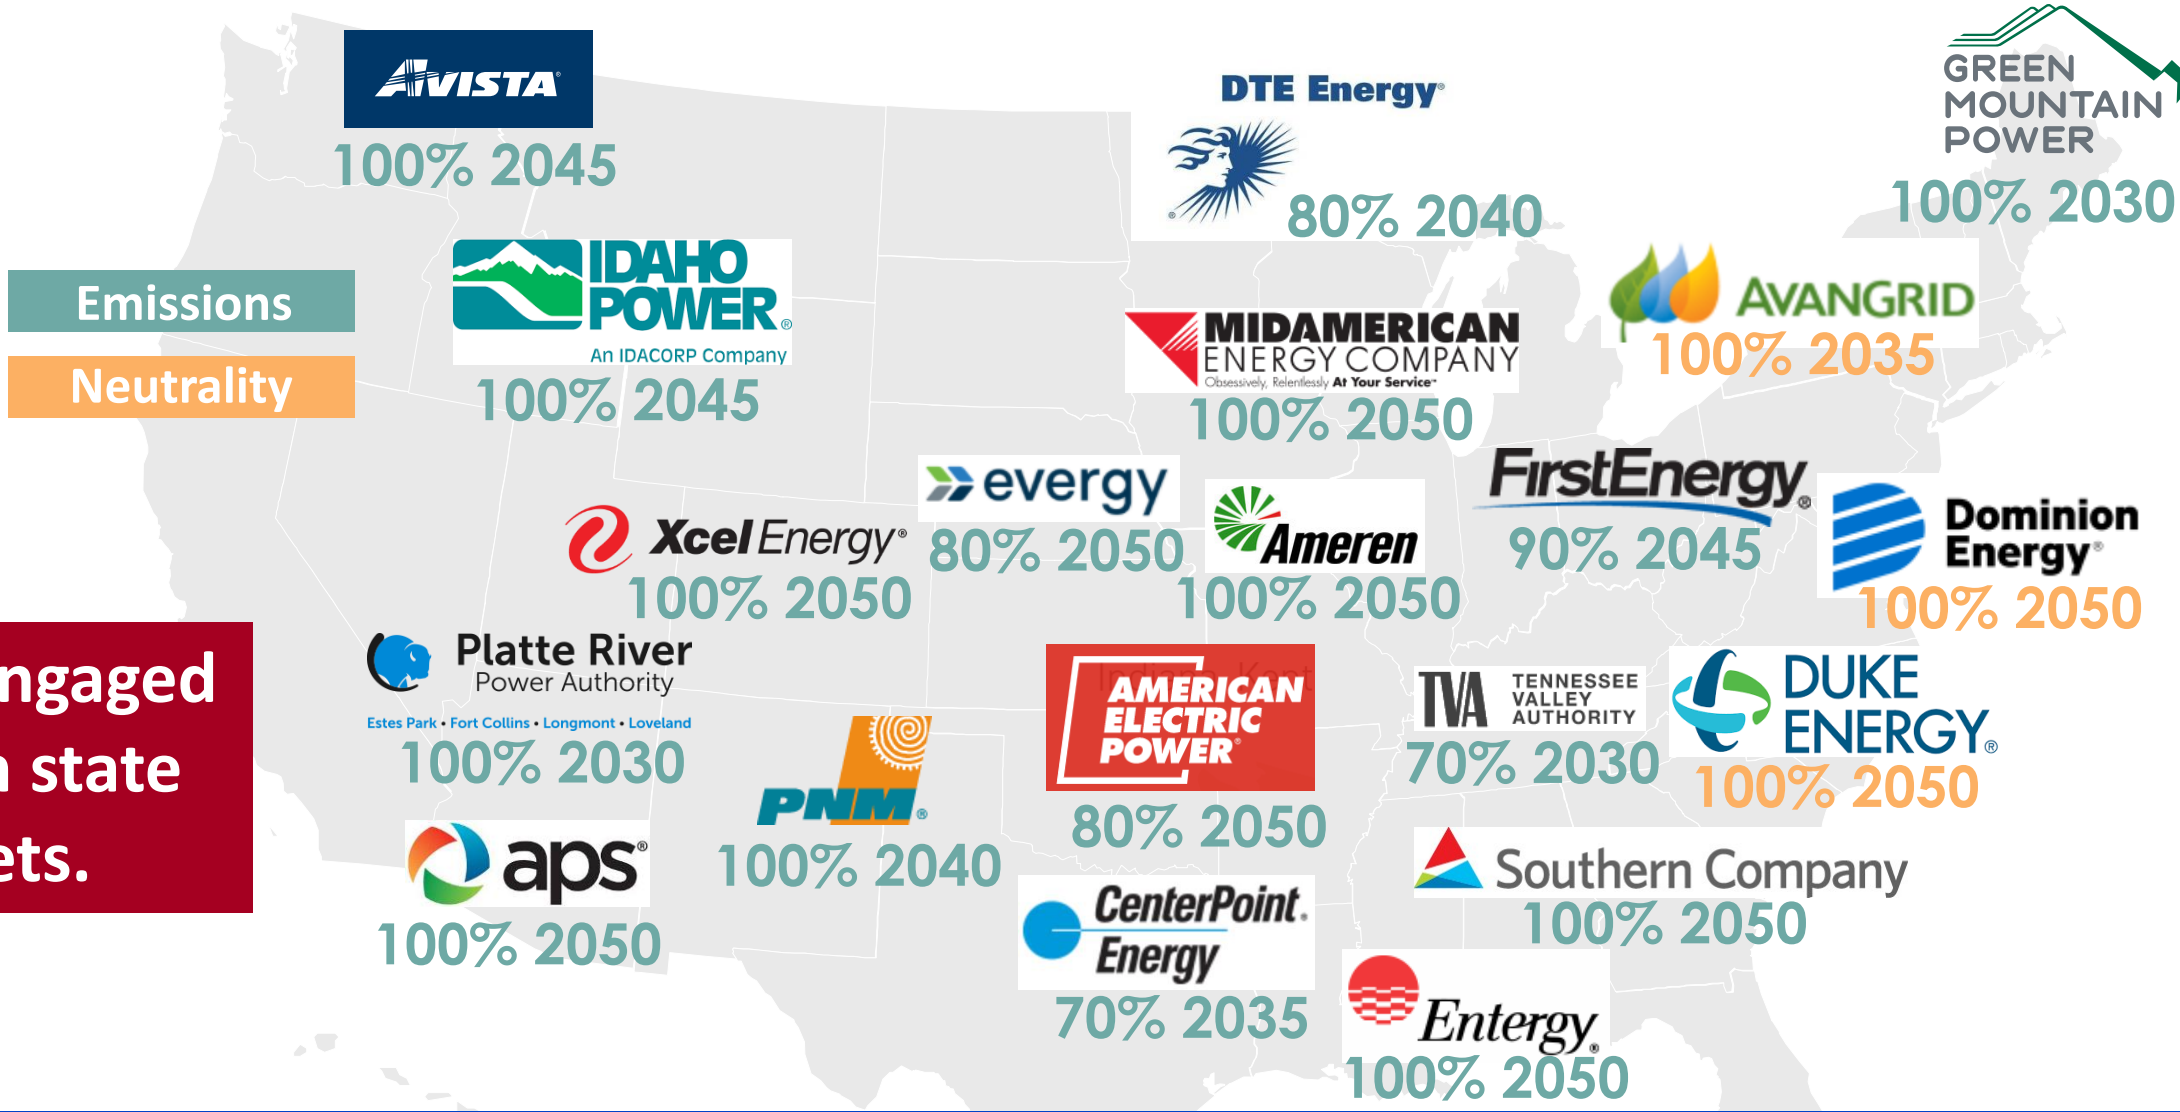 AVISTA®
100% 2045
DTE Energy®
®
80% 2040
GREEN
MOUNTAIN
POWER
100% 2030
Emissions
Neutrality
IDAHO
POWER®
An IDACORP Company
100% 2045
MIDAMERICAN
ENERGY COMPANY
Obsessively, Relentlessly At Your Service℠
100% 2050
AVANGRID
100% 2035
Xcel Energy®
100% 2050
evergy
80% 2050
Ameren
100% 2050
FirstEnergy®
90% 2045
Dominion
Energy®
100% 2050
ngaged
state
ets.
Platte River
Power Authority
Estes Park • Fort Collins • Longmont • Loveland
100% 2030
PNM®
100% 2040
AMERICAN
ELECTRIC
POWER®
80% 2050
TVA
TENNESSEE
VALLEY
AUTHORITY
70% 2030
DUKE
ENERGY®
100% 2050
aps®
100% 2050
CenterPoint®
Energy
70% 2035
Southern Company
100% 2050
Entergy®
100% 2050